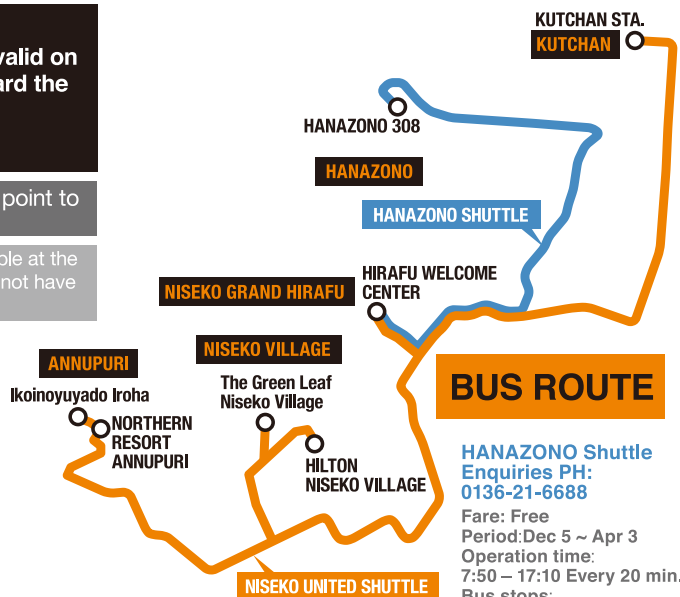 valid on
ard the
point to
ole at the
not have
KUTCHAN STA.
KUTCHAN
HANAZONO 308
HANAZONO
HANAZONO SHUTTLE
HIRAFU WELCOME
CENTER
NISEKO GRAND HIRAFU
NISEKO VILLAGE
The Green Leaf
Niseko Village
ANNUPURI
Ikoinoyuyado Iroha
NORTHERN
RESORT
ANNUPURI
HILTON
NISEKO VILLAGE
NISEKO UNITED SHUTTLE
BUS ROUTE
HANAZONO Shuttle
Enquiries PH:
0136-21-6688
Fare: Free
Period:Dec 5 ~ Apr 3
Operation time:
7:50 – 17:10 Every 20 min.
Bus stops: